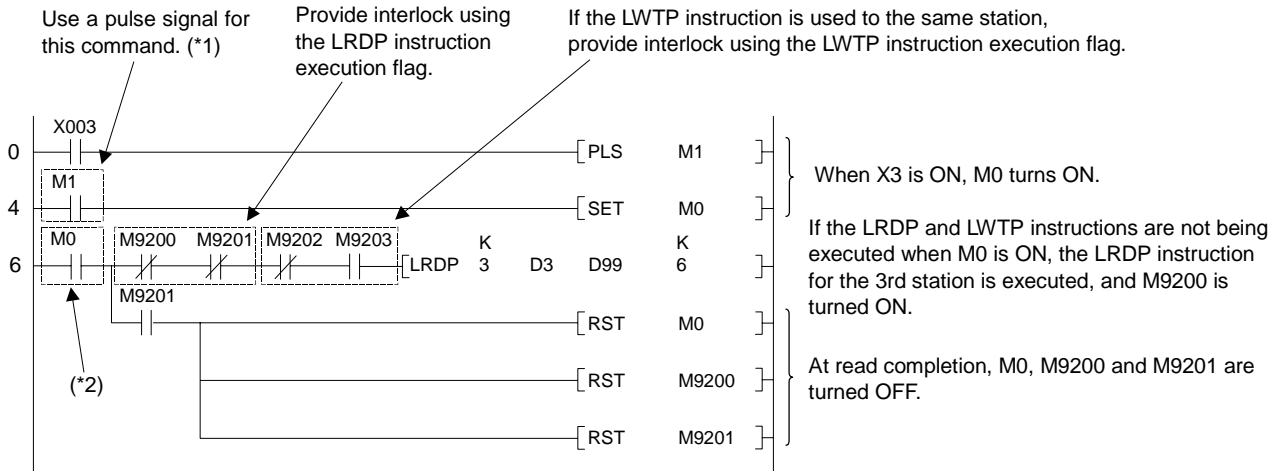 Use a pulse signal for
this command. (*1)
Provide interlock using
the LRDP instruction
execution flag.
If the LWTP instruction is used to the same station,
provide interlock using the LWTP instruction execution flag.
X003
0 PLS M1
M1
4 SET M0
When X3 is ON, M0 turns ON.
M0 M9200 M9201 M9202 M9203 K K
6 LRDP 3 D3 D99 6
If the LRDP and LWTP instructions are not being
executed when M0 is ON, the LRDP instruction
for the 3rd station is executed, and M9200 is
turned ON.
M9201
RST M0
(*2)
RST M9200
RST M9201
At read completion, M0, M9200 and M9201 are
turned OFF.